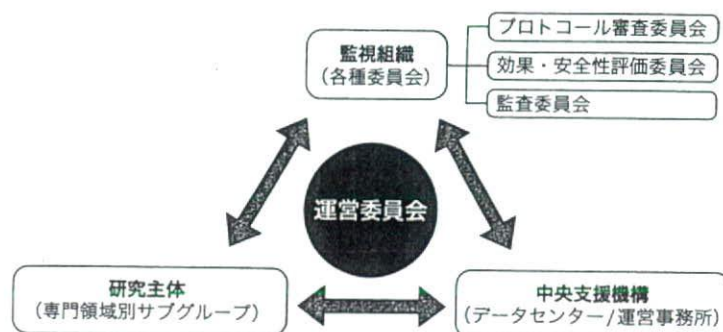 監視組織
(各種委員会)
プロトコール審査委員会
効果・安全性評価委員会
監査委員会
運営委員会
研究主体
(専門領域別サブグループ)
中央支援機構
(データセンター/運営事務所)